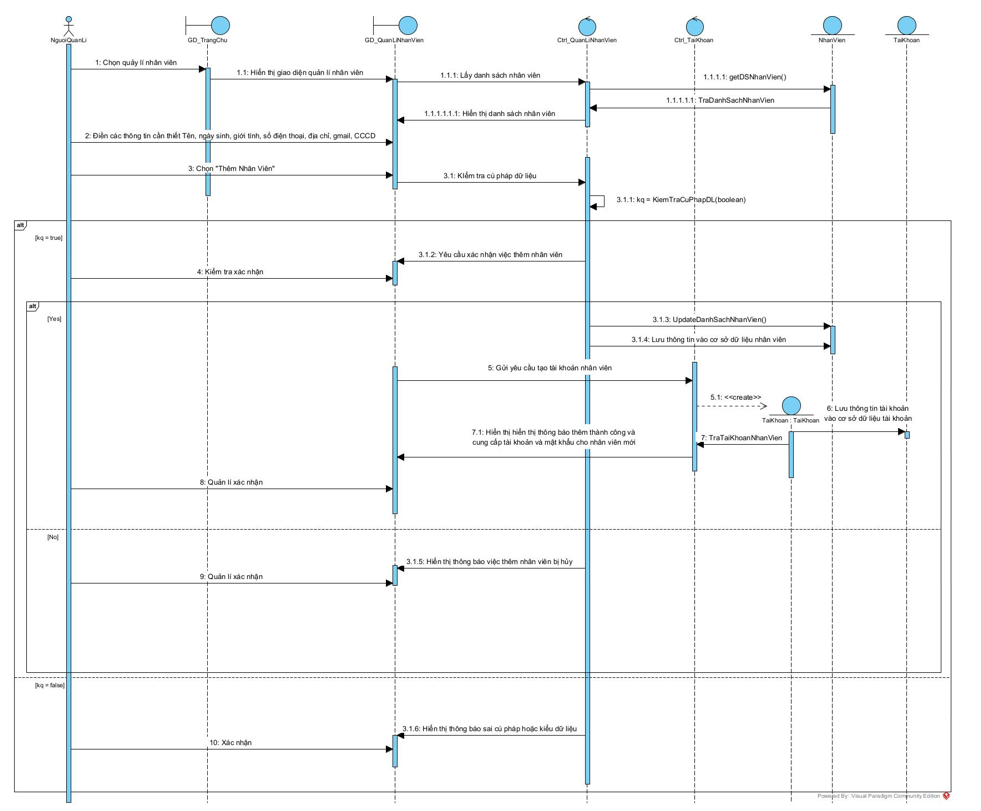 NguoiQuanLi
GD_TrangChu
GD_QuanLiNhanVien
Ctrl_QuanLiNhanVien
Ctrl_TaiKhoan
NhanVien
TaiKhoan
1: Chọn quảy lí nhân viên
1.1: Hiển thị giao diện quản lí nhân viên
1.1.1: Lấy danh sách nhân viên
1.1.1.1: getDSNhanVien()
1.1.1.1.1: TraDanhSachNhanVien
1.1.1.1.1.1: Hiển thị danh sách nhân viên
2: Điền các thông tin cần thiết Tên, ngày sinh, giới tính, số điện thoại, địa chỉ, gmail, CCCD
3: Chọn "Thêm Nhân Viên"
3.1: Kiểm tra cú pháp dữ liệu
3.1.1: kq = KiemTraCuPhapDL(boolean)
alt
[kq = true]
3.1.2: Yêu cầu xác nhận việc thêm nhân viên
4: Kiểm tra xác nhận
alt
[Yes]
3.1.3: UpdateDanhSachNhanVien()
3.1.4: Lưu thông tin vào cơ sở dữ liệu nhân viên
5: Gửi yêu cầu tạo tài khoản nhân viên
5.1: <<create>>
TaiKhoan : TaiKhoan
6: Lưu thông tin tài khoản
vào cơ sở dữ liệu tài khoản
7: TraTaiKhoanNhanVien
7.1: Hiển thị hiển thị thông báo thêm thành công và
cung cấp tài khoản và mật khẩu cho nhân viên mới
8: Quản lí xác nhận
[No]
3.1.5: Hiển thị thông báo việc thêm nhân viên bị hủy
9: Quản lí xác nhận
[kq = false]
3.1.6: Hiển thị thông báo sai cú pháp hoặc kiểu dữ liệu
10: Xác nhận
Powered By: Visual Paradigm Community Edition